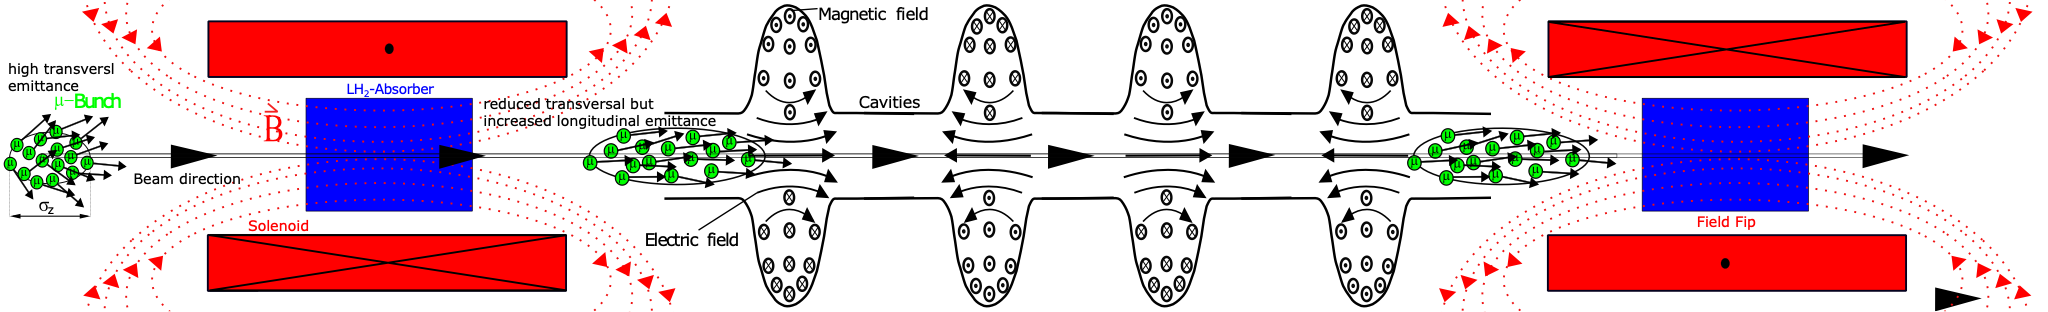 Magnetic field
high transversl
emittance
μ-Bunch
B
LH2-Absorber
reduced transversal but
increased longitudinal emittance
Cavities
Beam direction
σz
Solenoid
Electric field
Field Fip
μ μ μ μ μ μ μ μ μ μ μ μ μ μ
μ μ μ μ μ μ μ μ μ μ μ μ μ μ
μ μ μ μ μ μ μ μ μ μ μ μ μ μ